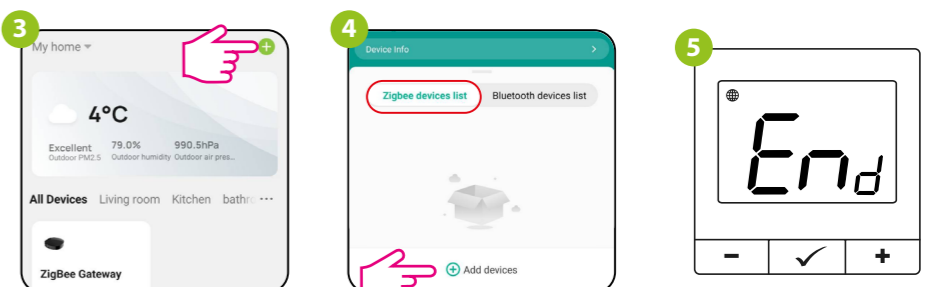 3
My home
4°C
Excellent 79.0% 990.5hPa
Outdoor PM2.5 Outdoor humidity Outdoor air pres...
All Devices Living room Kitchen bathro ...
ZigBee Gateway
4
Device Info
Zigbee devices list Bluetooth devices list
Add devices
5
End
- ✓ +